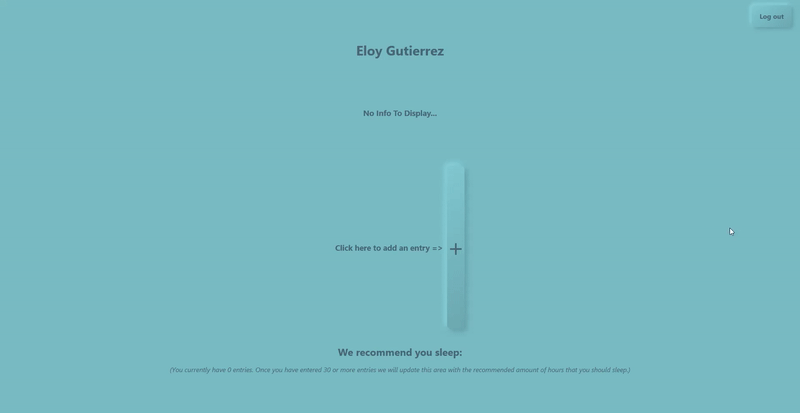 Log out
Eloy Gutierrez
No Info To Display...
Click here to add an entry => +
We recommend you sleep:
(You currently have 0 entries. Once you have entered 30 or more entries we will update this area with the recommended amount of hours that you should sleep.)